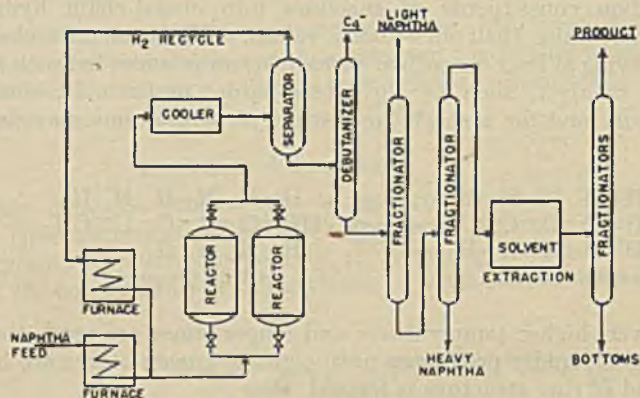 H2 RECYCLE
C4-
LIGHT
NAPHTHA
PRODUCT
COOLER
SEPARATOR
DEBUTANIZER
FRACTIONATOR
FRACTIONATOR
SOLVENT
EXTRACTION
FRACTIONATORS
REACTOR
REACTOR
FURNACE
NAPHTHA
FEED
FURNACE
HEAVY
NAPHTHA
BOTTOMS